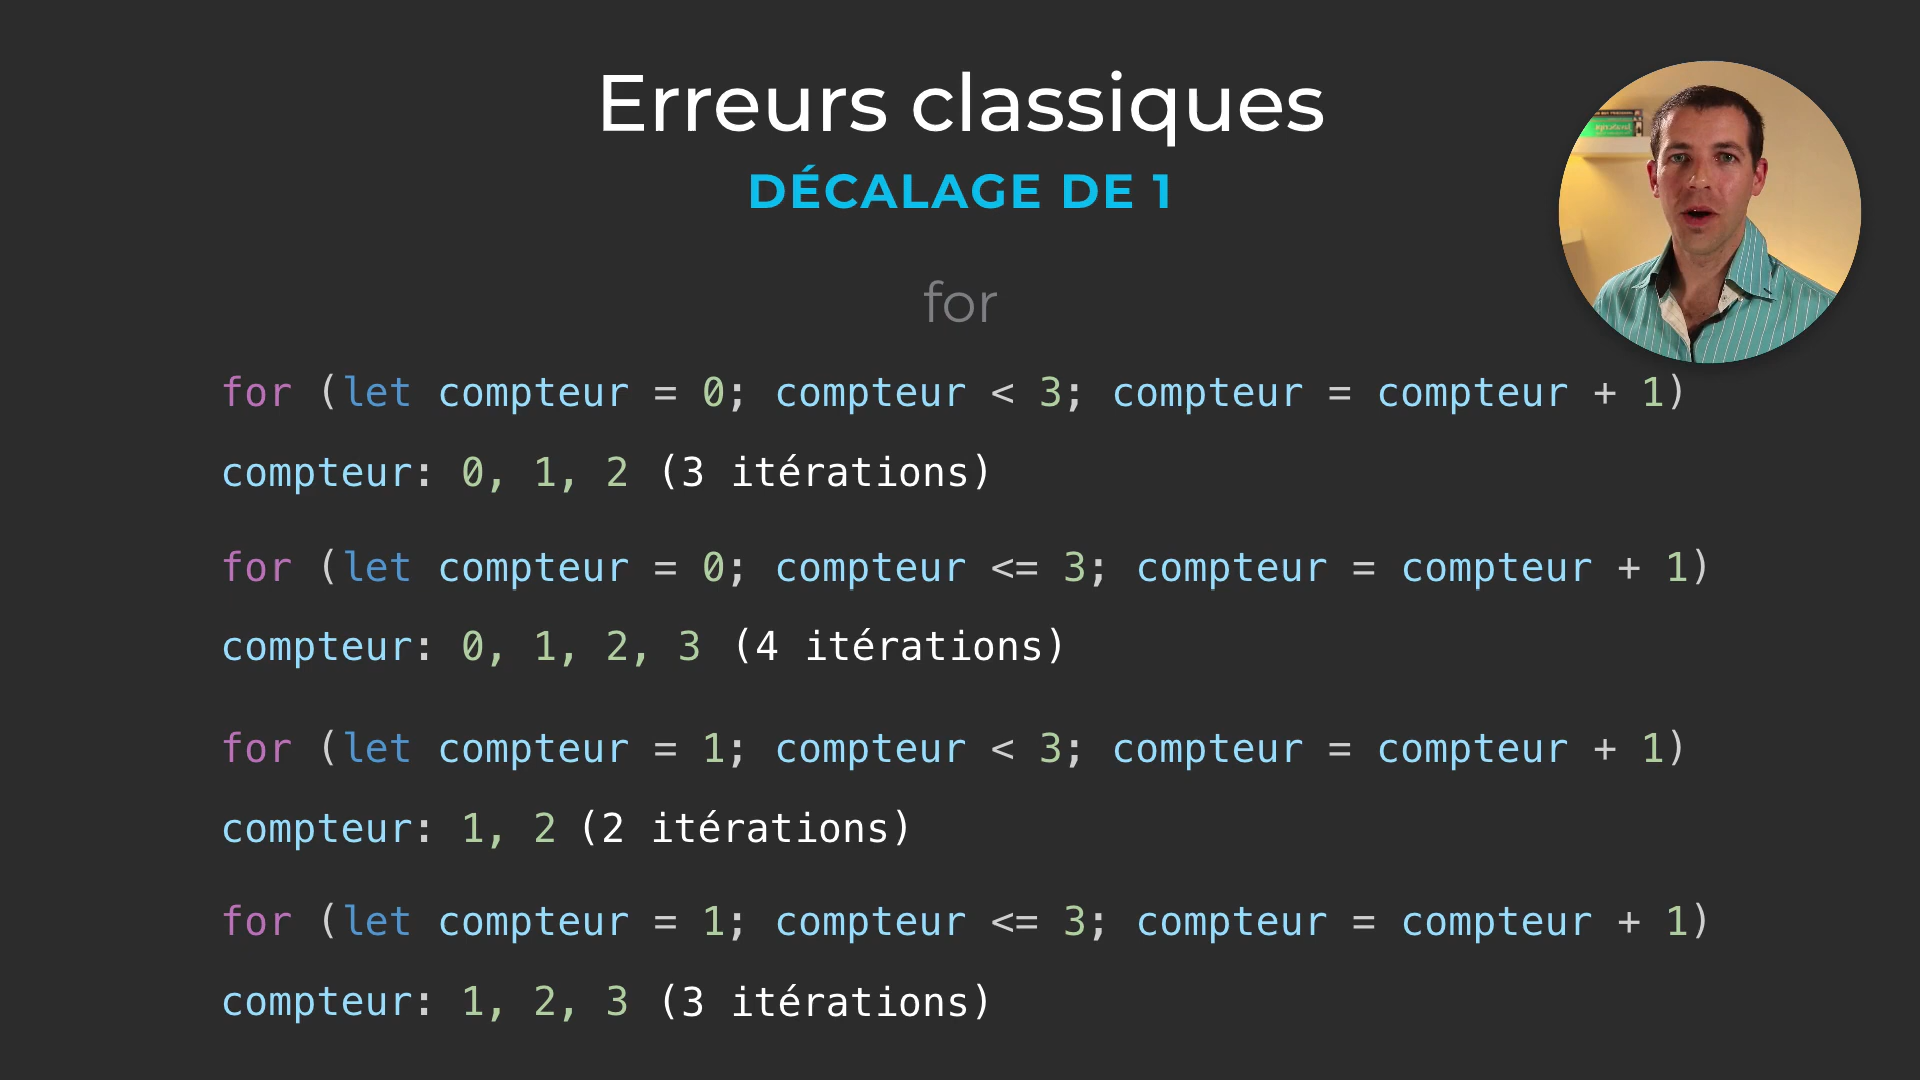 Erreurs classiques
DÉCALAGE DE 1
for
for (let compteur = 0; compteur < 3; compteur = compteur + 1)
compteur: 0, 1, 2 (3 itérations)
for (let compteur = 0; compteur <= 3; compteur = compteur + 1)
compteur: 0, 1, 2, 3 (4 itérations)
for (let compteur = 1; compteur < 3; compteur = compteur + 1)
compteur: 1, 2 (2 itérations)
for (let compteur = 1; compteur <= 3; compteur = compteur + 1)
compteur: 1, 2, 3 (3 itérations)